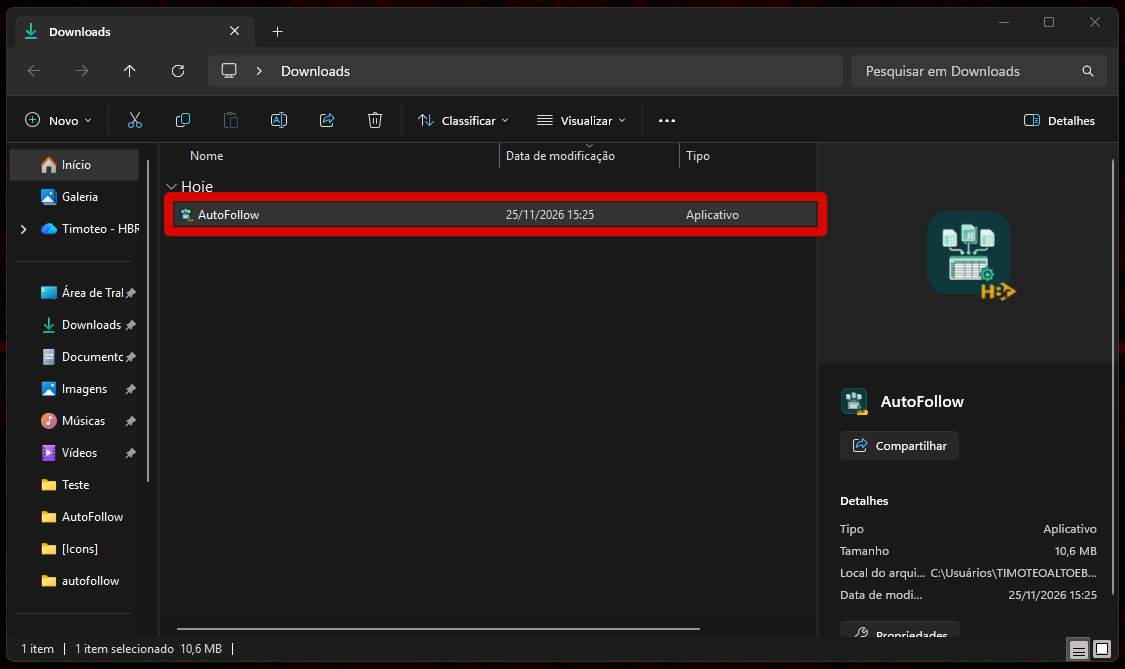 Downloads
Downloads
Pesquisar em Downloads
Novo
Classificar
Visualizar
Detalhes
Início
Galeria
Timoteo - HBR
Área de Tral
Downloads
Documentc
Imagens
Músicas
Vídeos
Teste
AutoFollow
[Icons]
autofollow
Nome Data de modificação Tipo
Hoje
AutoFollow 25/11/2026 15:25 Aplicativo
AutoFollow
Compartilhar
Detalhes
Tipo Aplicativo
Tamanho 10,6 MB
Local do arqui... C:\Usuários\TIMOTEOALTOEB...
Data de modi... 25/11/2026 15:25
Propriedades
1 item 1 item selecionado 10,6 MB